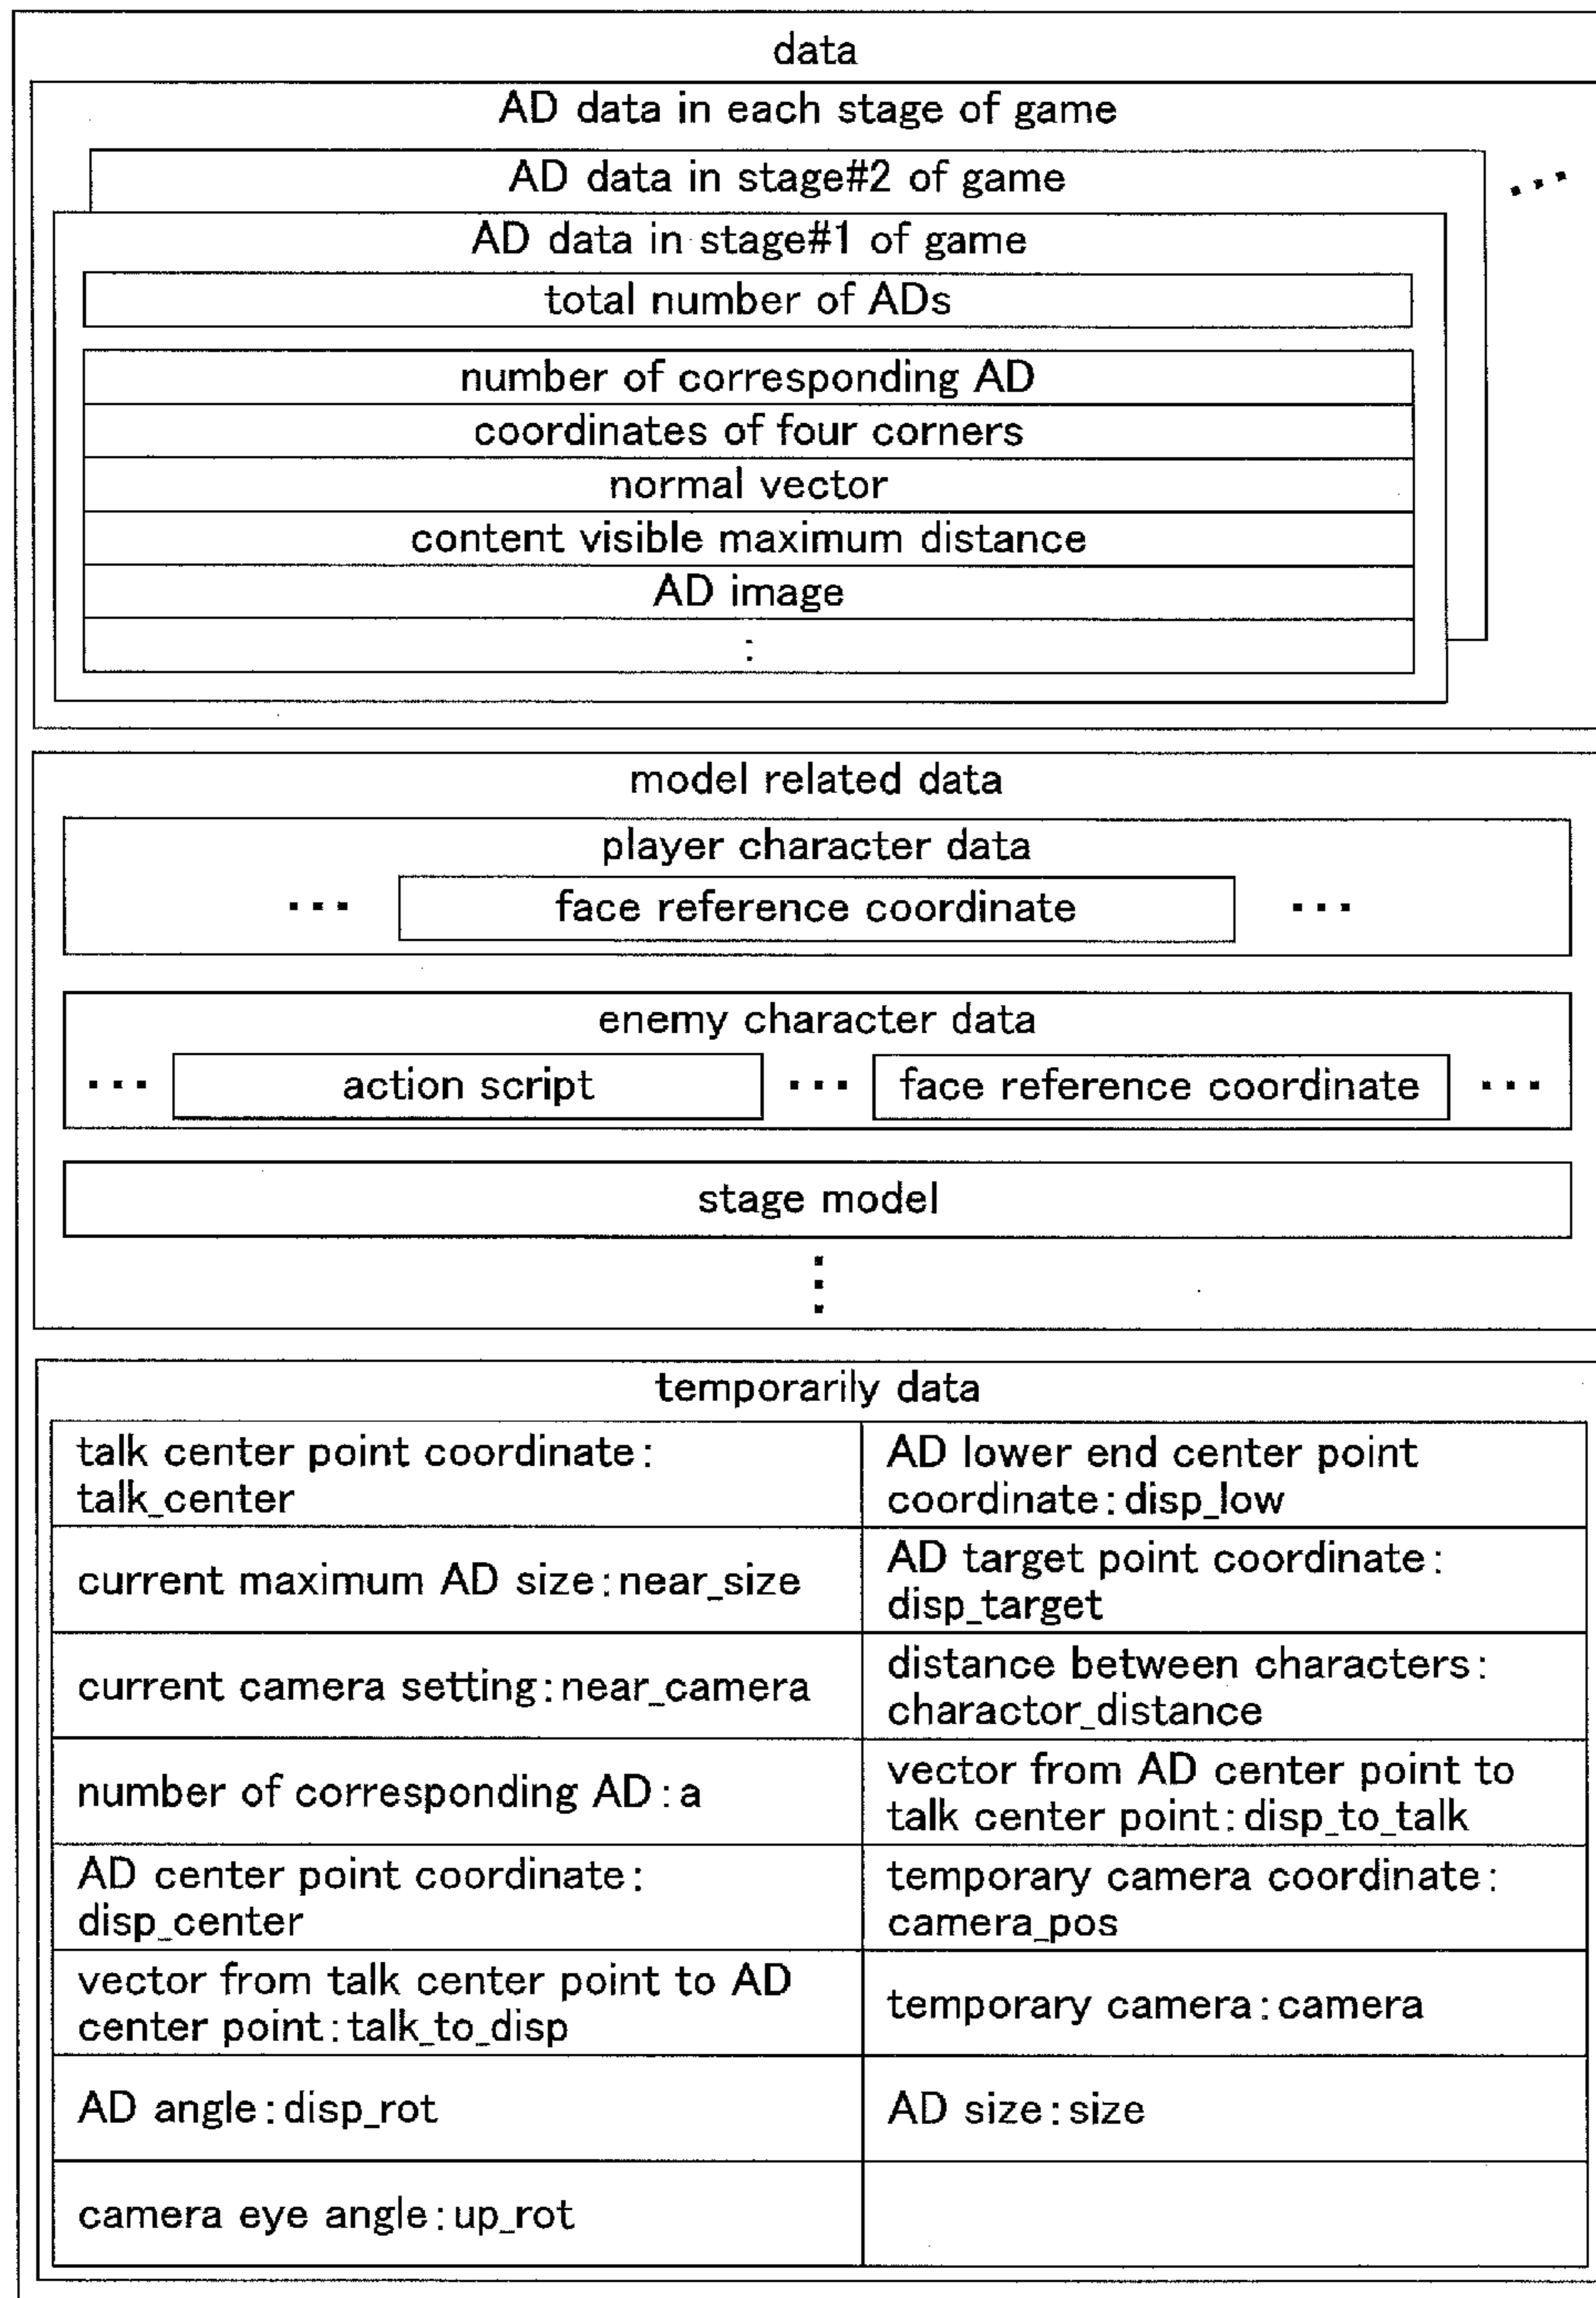 data
AD data in each stage of game
AD data in stage#2 of game
...
AD data in stage#1 of game
total number of ADs
number of corresponding AD
coordinates of four corners
normal vector
content visible maximum distance
AD image
:
model related data
player character data
... face reference coordinate ...
enemy character data
... action script ... face reference coordinate ...
stage model
⋮
temporarily data
talk center point coordinate:
talk_center
AD lower end center point
coordinate:disp_low
current maximum AD size:near_size
AD target point coordinate:
disp_target
current camera setting:near_camera
distance between characters:
charactor_distance
number of corresponding AD:a
vector from AD center point to
talk center point:disp_to_talk
AD center point coordinate:
disp_center
temporary camera coordinate:
camera_pos
vector from talk center point to AD
center point:talk_to_disp
temporary camera:camera
AD angle:disp_rot
AD size:size
camera eye angle:up_rot